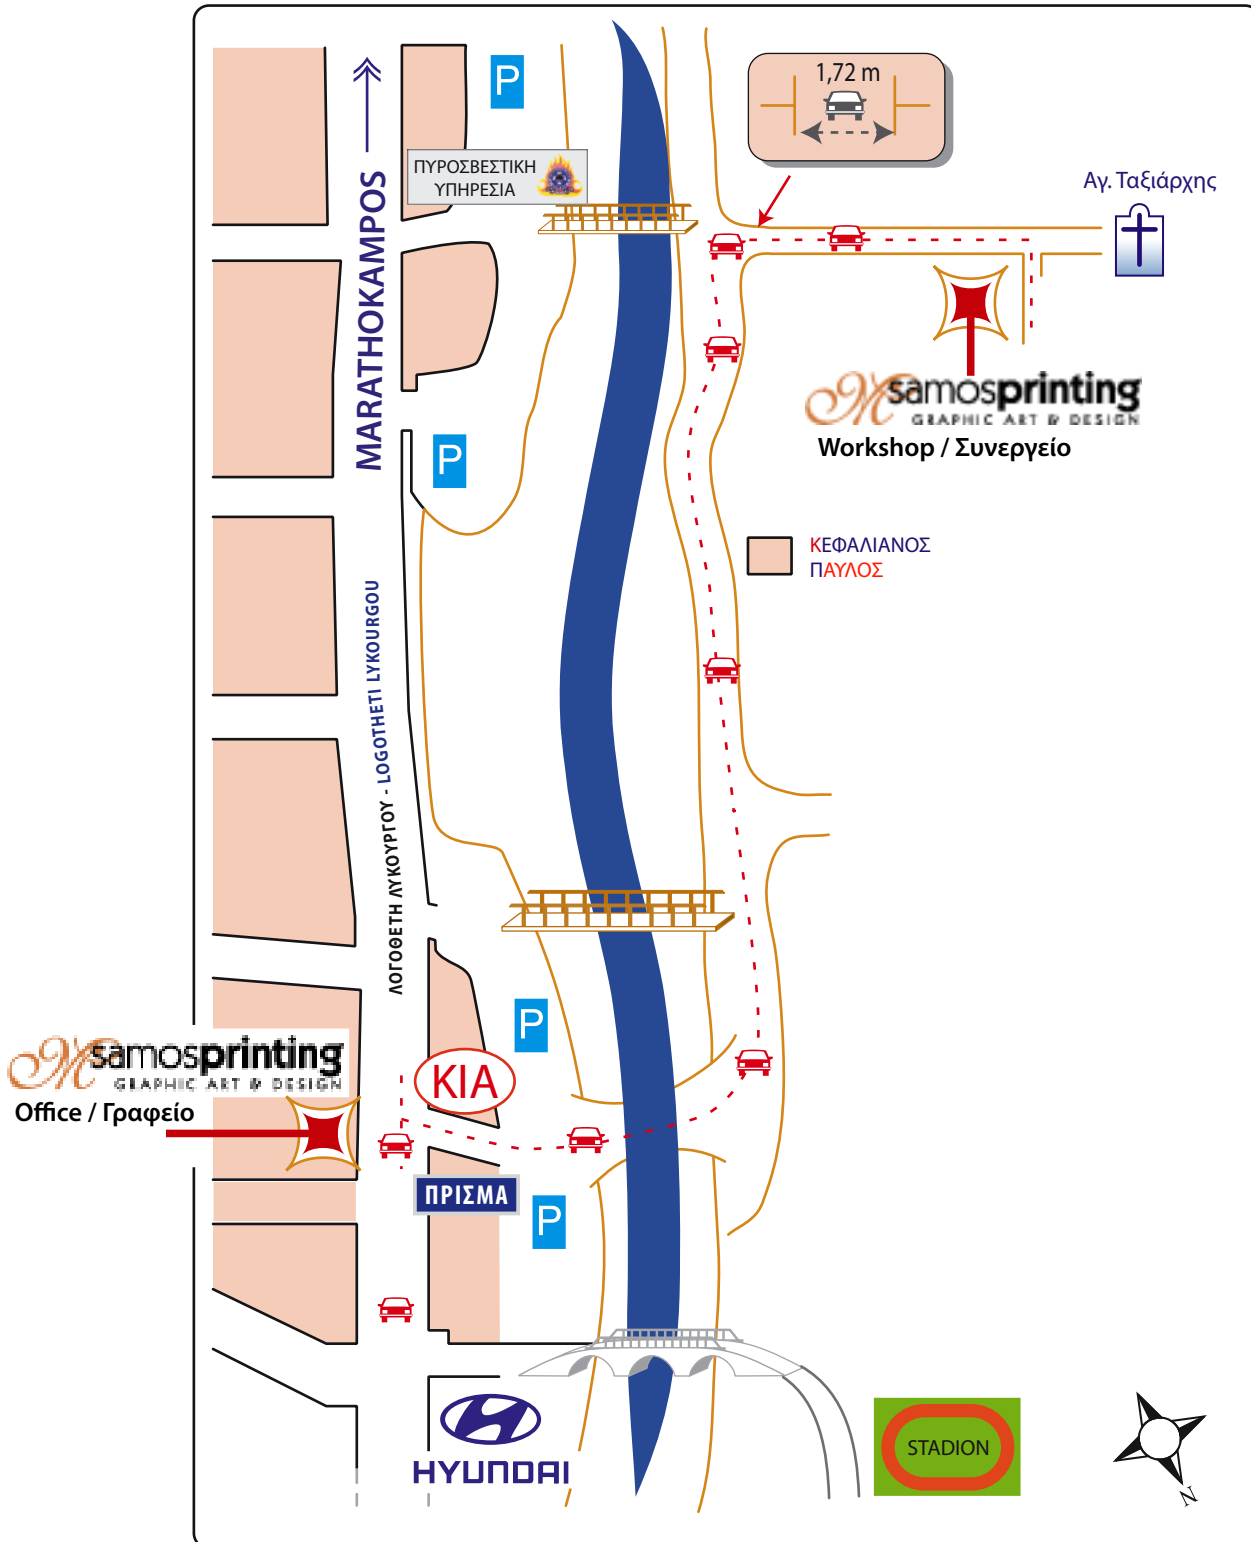 1,72 m
P
ΠΥΡΟΣΒΕΣΤΙΚΗ
ΥΠΗΡΕΣΙΑ
Αγ. Ταξιάρχης
MARATHOKAMPOS
samosprinting
GRAPHIC ART & DESIGN
Workshop / Συνεργείο
P
ΚΕΦΑΛΙΑΝΟΣ
ΠΑΥΛΟΣ
ΛΟΓΟΘΕΤΗ ΛΥΚΟΥΡΓΟΥ - LOGOTHETI LYKOURGOU
P
samosprinting
GRAPHIC ART & DESIGN
Office / Γραφείο
KIA
ΠΡΙΣΜΑ
P
HYUNDAI
STADION
N